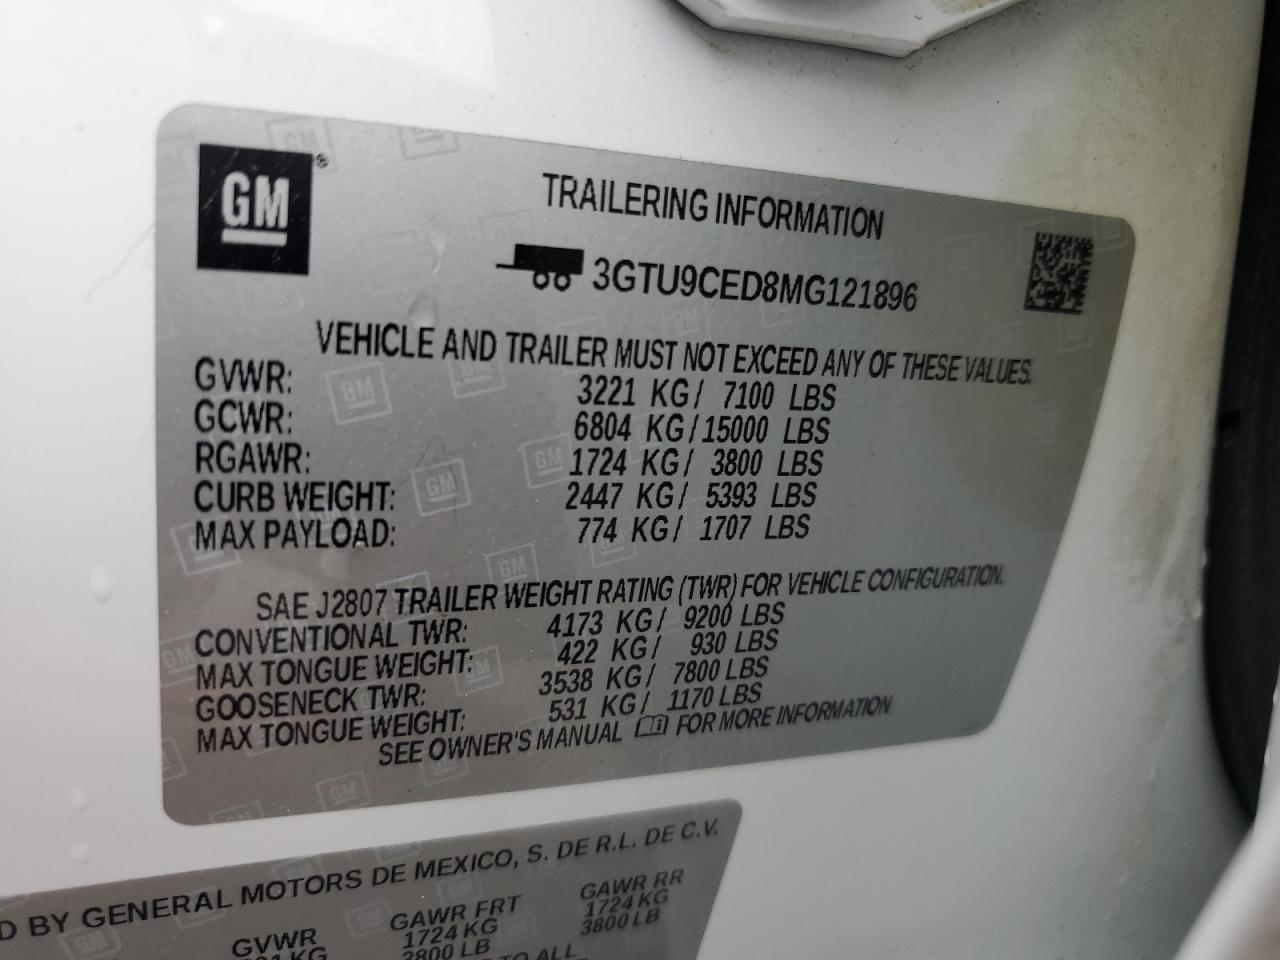 GM®
TRAILERING INFORMATION
3GTU9CED8MG121896
VEHICLE AND TRAILER MUST NOT EXCEED ANY OF THESE VALUES.
GVWR: 3221 KG/ 7100 LBS
GCWR: 6804 KG/15000 LBS
RGAWR: 1724 KG/ 3800 LBS
CURB WEIGHT: 2447 KG/ 5393 LBS
MAX PAYLOAD: 774 KG/ 1707 LBS
SAE J2807 TRAILER WEIGHT RATING (TWR) FOR VEHICLE CONFIGURATION.
CONVENTIONAL TWR: 4173 KG/ 9200 LBS
MAX TONGUE WEIGHT: 422 KG/ 930 LBS
GOOSENECK TWR: 3538 KG/ 7800 LBS
MAX TONGUE WEIGHT: 531 KG/ 1170 LBS
SEE OWNER'S MANUAL FOR MORE INFORMATION
BY GENERAL MOTORS DE MEXICO, S. DE R.L. DE C.V.
GVWR GAWR FRT GAWR RR
KG 1724 KG 1724 KG
3800 LB 3800 LB
TO ALL